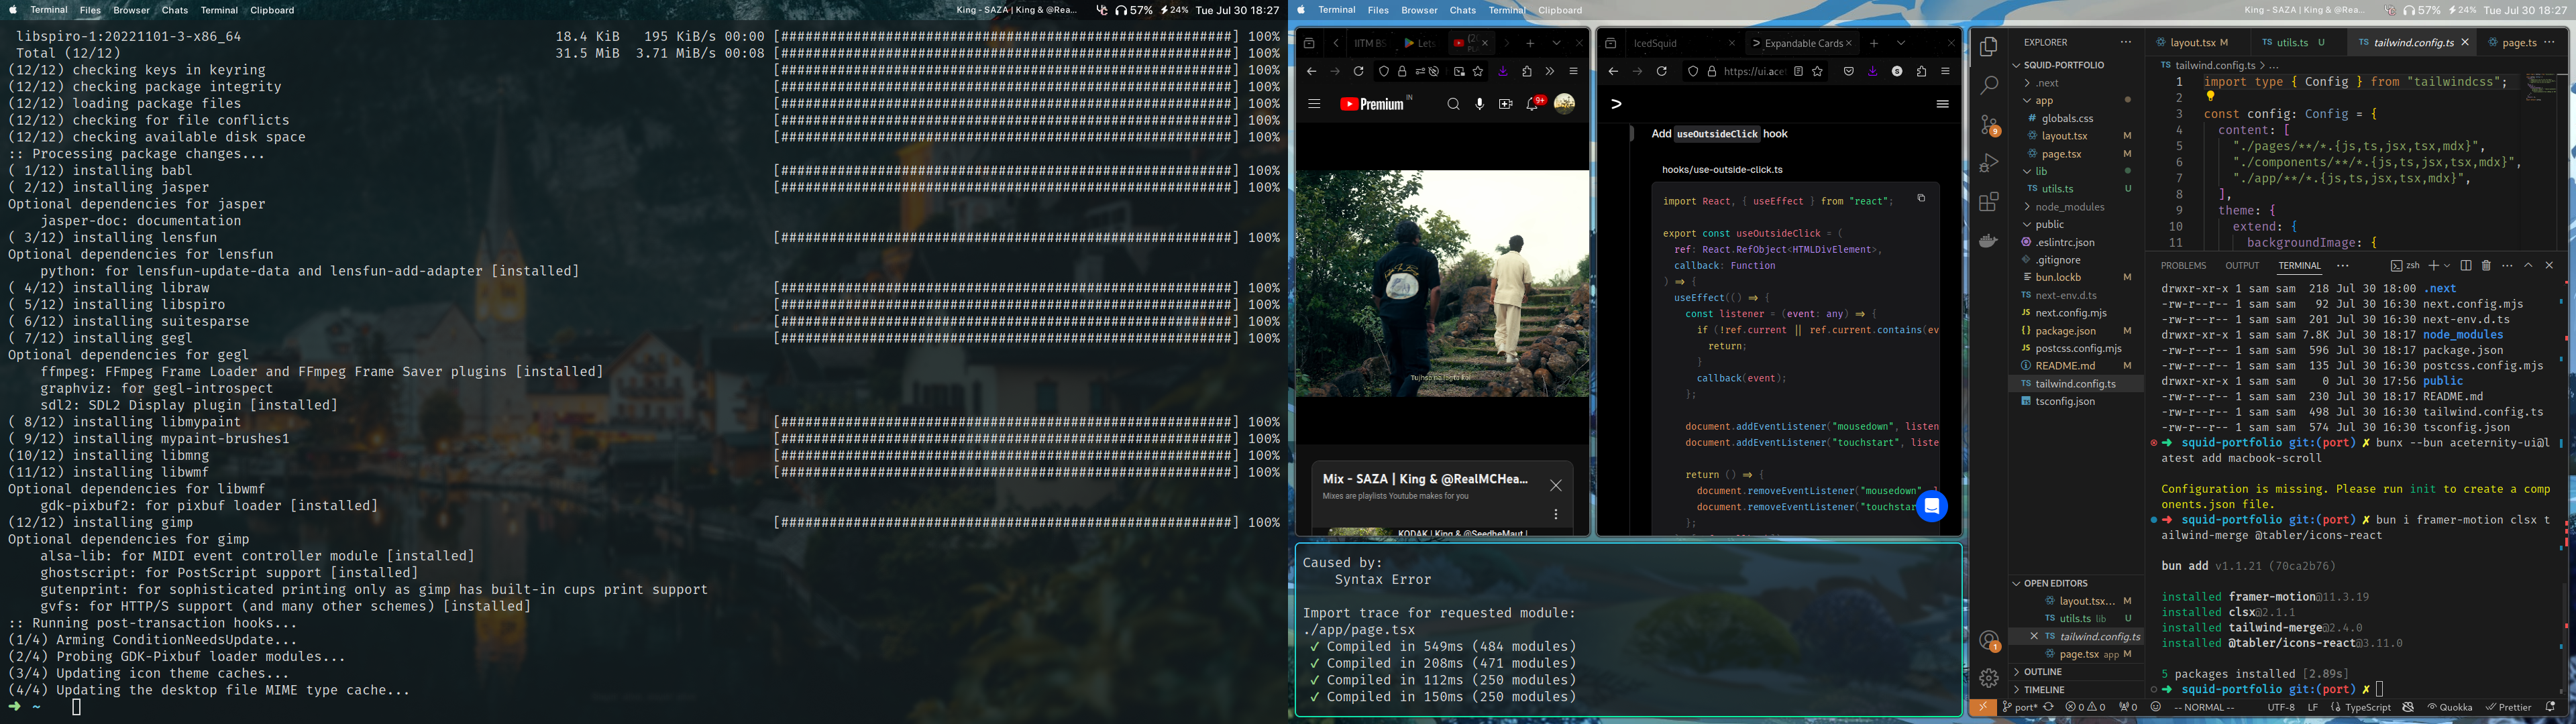 Terminal Files Browser Chats Terminal Clipboard
King - SAZA | King & @Rea... 57% 24% Tue Jul 30 18:27
libspiro-1:20221101-3-x86_64 18.4 KiB 195 KiB/s 00:00 [########################################################] 100%
Total (12/12) 31.5 MiB 3.71 MiB/s 00:08 [########################################################] 100%
(12/12) checking keys in keyring [########################################################] 100%
(12/12) checking package integrity [########################################################] 100%
(12/12) loading package files [########################################################] 100%
(12/12) checking for file conflicts [########################################################] 100%
(12/12) checking available disk space [########################################################] 100%
:: Processing package changes...
( 1/12) installing babl [########################################################] 100%
( 2/12) installing jasper [########################################################] 100%
Optional dependencies for jasper
jasper-doc: documentation
( 3/12) installing lensfun [########################################################] 100%
Optional dependencies for lensfun
python: for lensfun-update-data and lensfun-add-adapter [installed]
( 4/12) installing libraw [########################################################] 100%
( 5/12) installing libspiro [########################################################] 100%
( 6/12) installing suitesparse [########################################################] 100%
( 7/12) installing gegl [########################################################] 100%
Optional dependencies for gegl
ffmpeg: FFmpeg Frame Loader and FFmpeg Frame Saver plugins [installed]
graphviz: for gegl-introspect
sdl2: SDL2 Display plugin [installed]
( 8/12) installing libmypaint [########################################################] 100%
( 9/12) installing mypaint-brushes1 [########################################################] 100%
(10/12) installing libmng [########################################################] 100%
(11/12) installing libwmf [########################################################] 100%
Optional dependencies for libwmf
gdk-pixbuf2: for pixbuf loader [installed]
(12/12) installing gimp [########################################################] 100%
Optional dependencies for gimp
alsa-lib: for MIDI event controller module [installed]
ghostscript: for PostScript support [installed]
gutenprint: for sophisticated printing only as gimp has built-in cups print support
gvfs: for HTTP/S support (and many other schemes) [installed]
:: Running post-transaction hooks...
(1/4) Arming ConditionNeedsUpdate...
(2/4) Probing GDK-Pixbuf loader modules...
(3/4) Updating icon theme caches...
(4/4) Updating the desktop file MIME type cache...
➜ ~
Terminal Files Browser Chats Terminal Clipboard
King - SAZA | King & @Rea... 57% 24% Tue Jul 30 18:27
IITM BS Lets
Premium IN
9+
Tujhse na lagta koi
Mix - SAZA | King & @RealMCHea...
Mixes are playlists Youtube makes for you
KODAK | King & @SeedheMaut |
IcedSquid Expandable Cards
https://ui.acet
Add useOutsideClick hook
hooks/use-outside-click.ts
import React, { useEffect } from "react";
export const useOutsideClick = (
ref: React.RefObject<HTMLDivElement>,
callback: Function
) => {
useEffect(() => {
const listener = (event: any) => {
if (!ref.current || ref.current.contains(ev
return;
}
callback(event);
};
document.addEventListener("mousedown", listen
document.addEventListener("touchstart", liste
return () => {
document.removeEventListener("mousedown",
document.removeEventListener("touchstar
};
Caused by:
Syntax Error
Import trace for requested module:
./app/page.tsx
✓ Compiled in 549ms (484 modules)
✓ Compiled in 208ms (471 modules)
✓ Compiled in 112ms (250 modules)
✓ Compiled in 150ms (250 modules)
EXPLORER
SQUID-PORTFOLIO
.next
app
globals.css
layout.tsx M
page.tsx M
lib
utils.ts U
node_modules
public
.eslintrc.json
.gitignore
bun.lockb M
next-env.d.ts
next.config.mjs
package.json M
postcss.config.mjs
README.md M
tailwind.config.ts
tsconfig.json
OPEN EDITORS
layout.tsx... M
utils.ts lib U
tailwind.config.ts
page.tsx app M
OUTLINE
TIMELINE
9
1
layout.tsx M utils.ts U tailwind.config.ts page.tsx
tailwind.config.ts > ...
1 import type { Config } from "tailwindcss";
2
3 const config: Config = {
4 content: [
5 "./pages/**/*.{js,ts,jsx,tsx,mdx}",
6 "./components/**/*.{js,ts,jsx,tsx,mdx}",
7 "./app/**/*.{js,ts,jsx,tsx,mdx}",
8 ],
9 theme: {
10 extend: {
11 backgroundImage: {
PROBLEMS OUTPUT TERMINAL ··· zsh
drwxr-xr-x 1 sam sam 218 Jul 30 18:00 .next
-rw-r--r-- 1 sam sam 92 Jul 30 16:30 next.config.mjs
-rw-r--r-- 1 sam sam 201 Jul 30 16:30 next-env.d.ts
drwxr-xr-x 1 sam sam 7.8K Jul 30 18:17 node_modules
-rw-r--r-- 1 sam sam 596 Jul 30 18:17 package.json
-rw-r--r-- 1 sam sam 135 Jul 30 16:30 postcss.config.mjs
drwxr-xr-x 1 sam sam 0 Jul 30 17:56 public
-rw-r--r-- 1 sam sam 230 Jul 30 18:17 README.md
-rw-r--r-- 1 sam sam 498 Jul 30 16:30 tailwind.config.ts
-rw-r--r-- 1 sam sam 574 Jul 30 16:30 tsconfig.json
➜ squid-portfolio git:(port) ✗ bunx --bun aceternity-ui@l
atest add macbook-scroll
Configuration is missing. Please run init to create a comp
onents.json file.
➜ squid-portfolio git:(port) ✗ bun i framer-motion clsx t
ailwind-merge @tabler/icons-react
bun add v1.1.21 (70ca2b76)
installed framer-motion@11.3.19
installed clsx@2.1.1
installed tailwind-merge@2.4.0
installed @tabler/icons-react@3.11.0
5 packages installed [2.89s]
➜ squid-portfolio git:(port) ✗
port* 0 0 0 -- NORMAL -- UTF-8 LF TypeScript Quokka Prettier